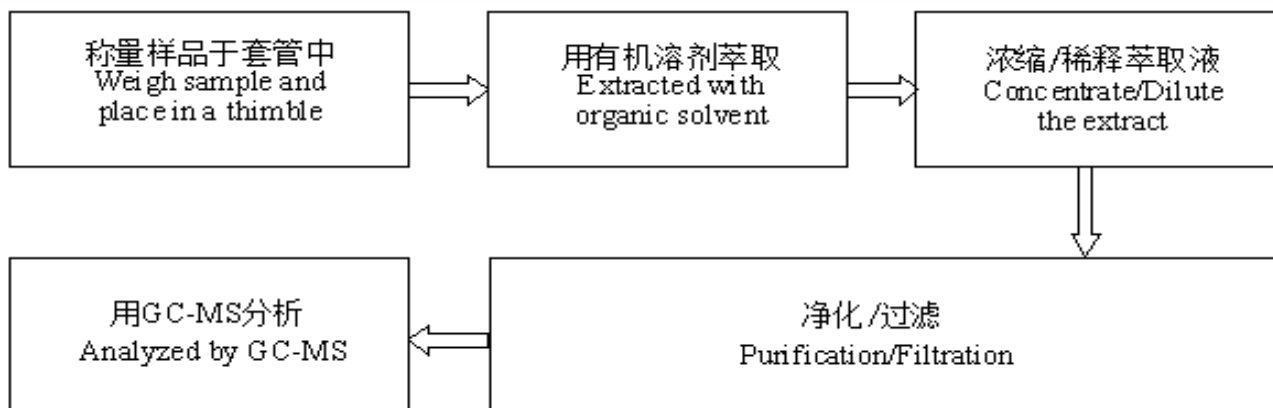 称量样品于套管中
Weigh sample and
place in a thimble
用有机溶剂萃取
Extracted with
organic solvent
浓缩/稀释萃取液
Concentrate/Dilute
the extract
净化/过滤
Purification/Filtration
用GC-MS分析
Analyzed by GC-MS